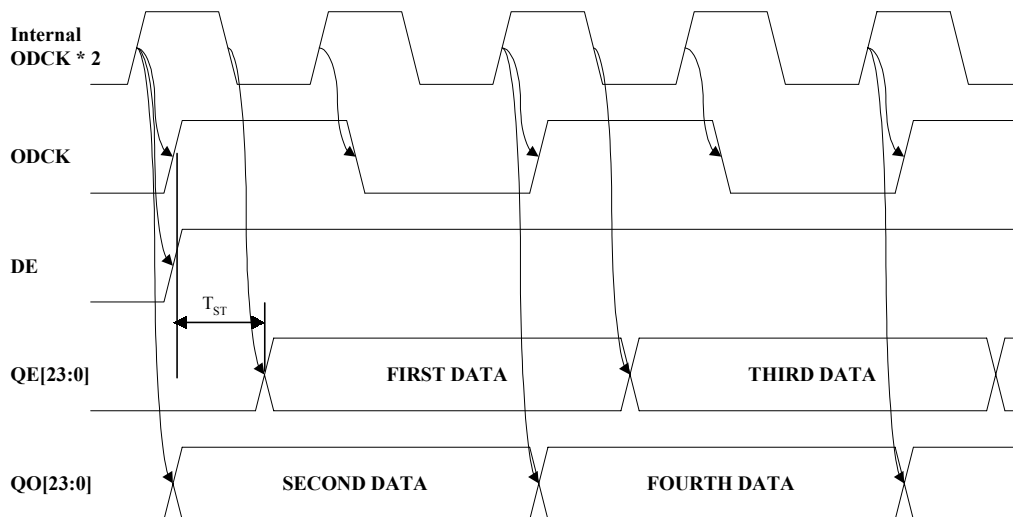 Internal
ODCK * 2
ODCK
DE
T_ST
QE[23:0] FIRST DATA THIRD DATA
QO[23:0] SECOND DATA FOURTH DATA